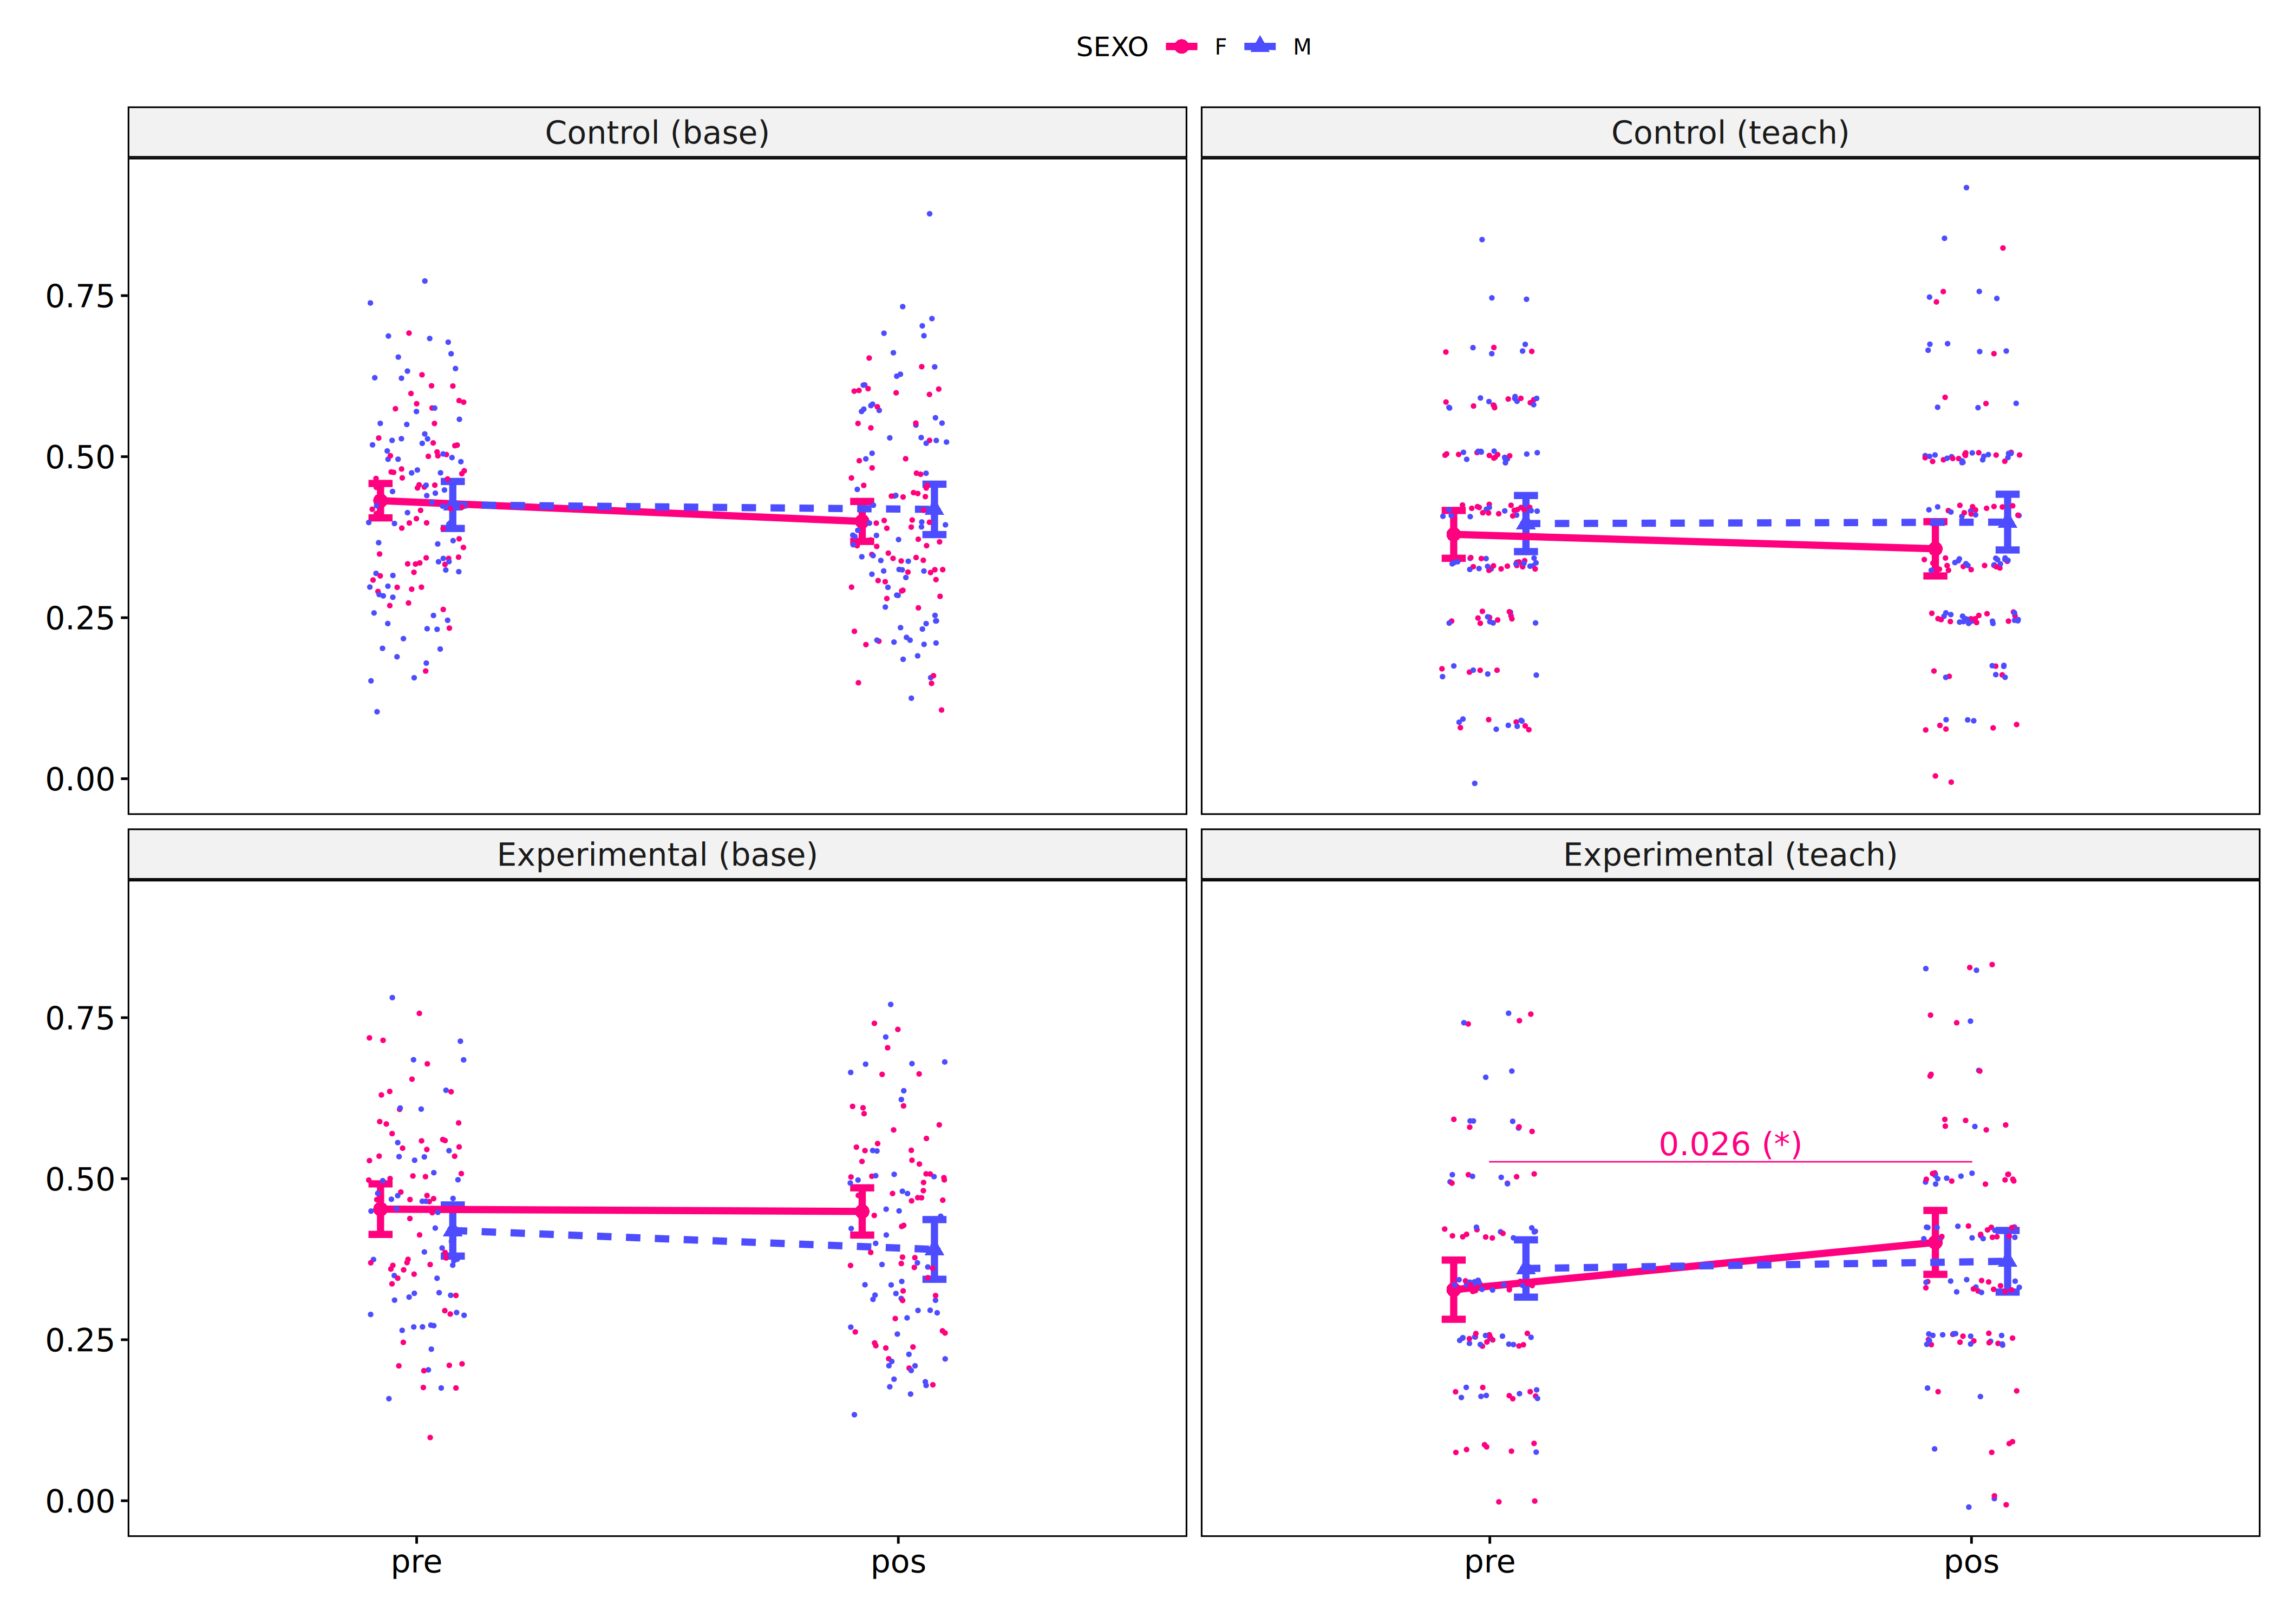 SEXO F M
Control (base) Control (teach)
0.75
0.50
0.25
0.00
Experimental (base) Experimental (teach)
0.75
0.026 (*)
0.50
0.25
0.00
pre pos pre pos